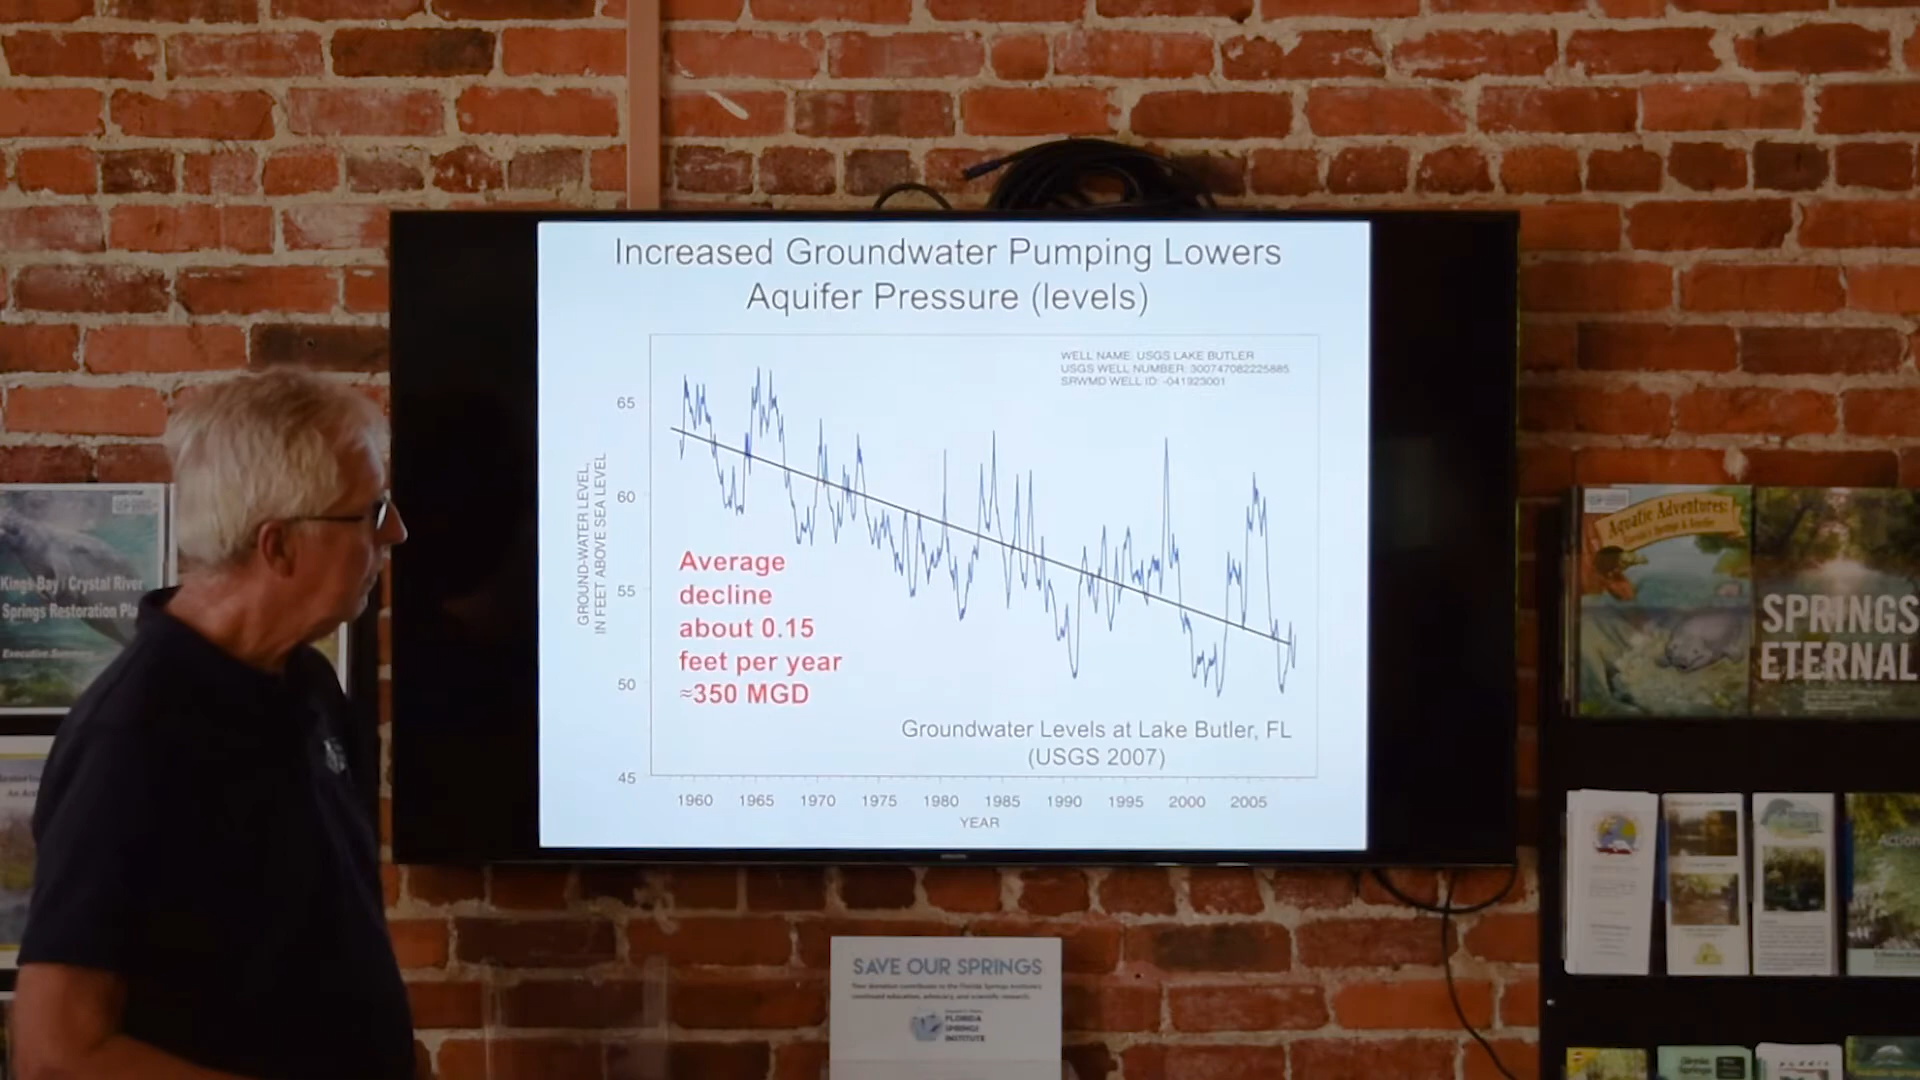 Increased Groundwater Pumping Lowers
Aquifer Pressure (levels)
WELL NAME: USGS LAKE BUTLER
USGS WELL NUMBER: 300747082225885
SRWMD WELL ID: -041923001
65
60
55
50
45
GROUND-WATER LEVEL,
IN FEET ABOVE SEA LEVEL
Average
decline
about 0.15
feet per year
≈350 MGD
Groundwater Levels at Lake Butler, FL
(USGS 2007)
1960 1965 1970 1975 1980 1985 1990 1995 2000 2005
YEAR
Kings Bay / Crystal River
Springs Restoration
Executive Summary
Aquatic Adventures:
SPRINGS
ETERNAL
SAVE OUR SPRINGS
FLORIDA
SPRINGS
INSTITUTE
Action